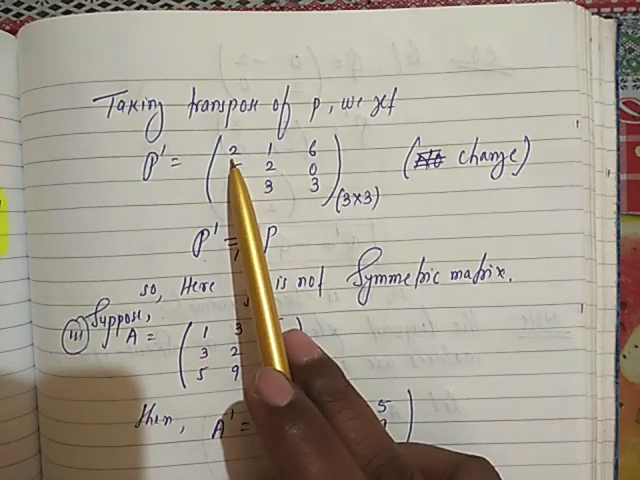 Taking transpose of P, we get
P' = ( 2 1 6
2 0
3 3 ) (3×3) (No change)
P' = P
so, Here is not Symmetric matrix.
(iii) Suppose,
A = ( 1 3
3 2
5 9
then, A' = 5